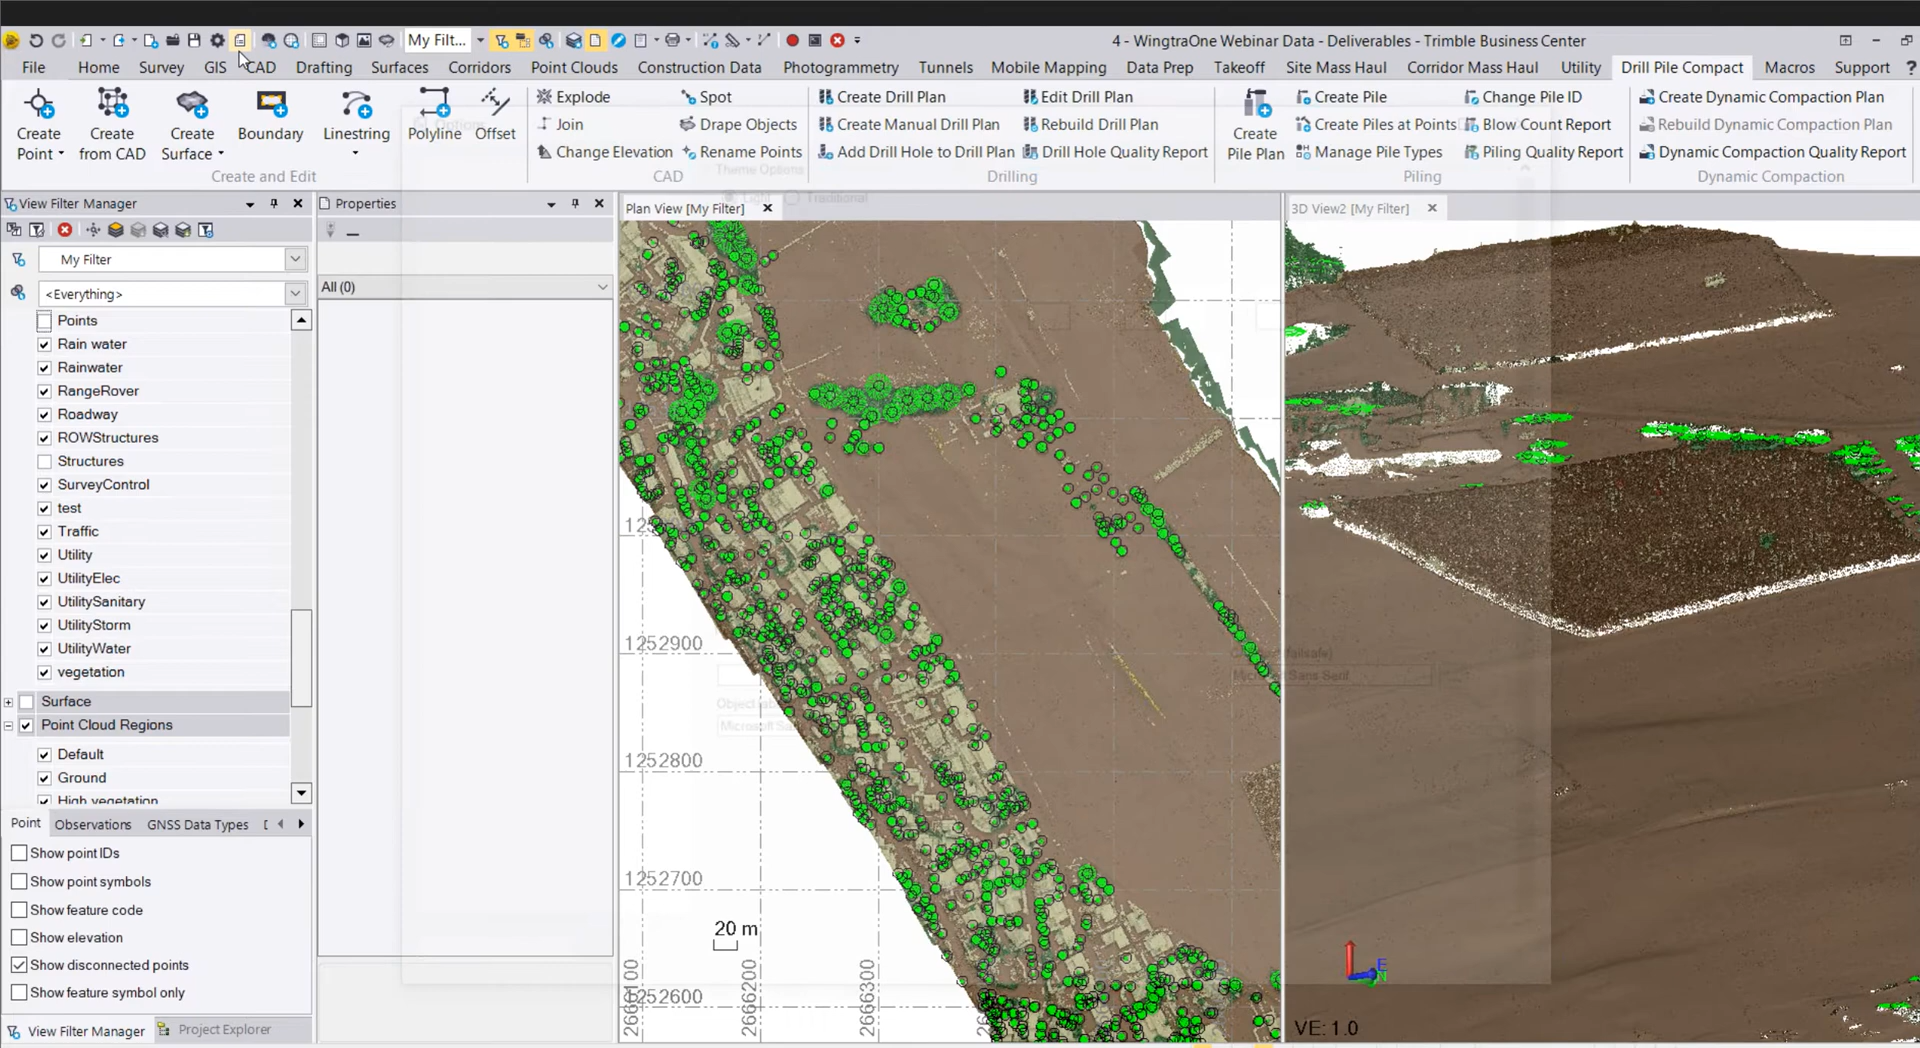 My Filt...
4 - WingtraOne Webinar Data - Deliverables - Trimble Business Center
File Home Survey GIS CAD Drafting Surfaces Corridors Point Clouds Construction Data Photogrammetry Tunnels Mobile Mapping Data Prep Takeoff Site Mass Haul Corridor Mass Haul Utility Drill Pile Compact Macros Support ?
Create Point
Create from CAD
Create Surface
Boundary
Linestring
Polyline
Offset
Create and Edit
Explode
Join
Change Elevation
Spot
Drape Objects
Rename Points
CAD
Create Drill Plan
Create Manual Drill Plan
Add Drill Hole to Drill Plan
Edit Drill Plan
Rebuild Drill Plan
Drill Hole Quality Report
Drilling
Create Pile Plan
Create Pile
Create Piles at Points
Manage Pile Types
Change Pile ID
Blow Count Report
Piling Quality Report
Piling
Create Dynamic Compaction Plan
Rebuild Dynamic Compaction Plan
Dynamic Compaction Quality Report
Dynamic Compaction
Options
Theme Options
Light
Traditional
View Filter Manager
My Filter
<Everything>
Points
Rain water
Rainwater
RangeRover
Roadway
ROWStructures
Structures
SurveyControl
test
Traffic
Utility
UtilityElec
UtilitySanitary
UtilityStorm
UtilityWater
vegetation
Surface
Point Cloud Regions
Default
Ground
High vegetation
Point Observations GNSS Data Types
Show point IDs
Show point symbols
Show feature code
Show elevation
Show disconnected points
Show feature symbol only
View Filter Manager Project Explorer
Properties
All (0)
Plan View [My Filter]
1252900
1252800
1252700
1252600
20 m
2666100
2666200
2666300
3D View2 [My Filter]
Microsoft Sans Serif
E
N
VE: 1.0